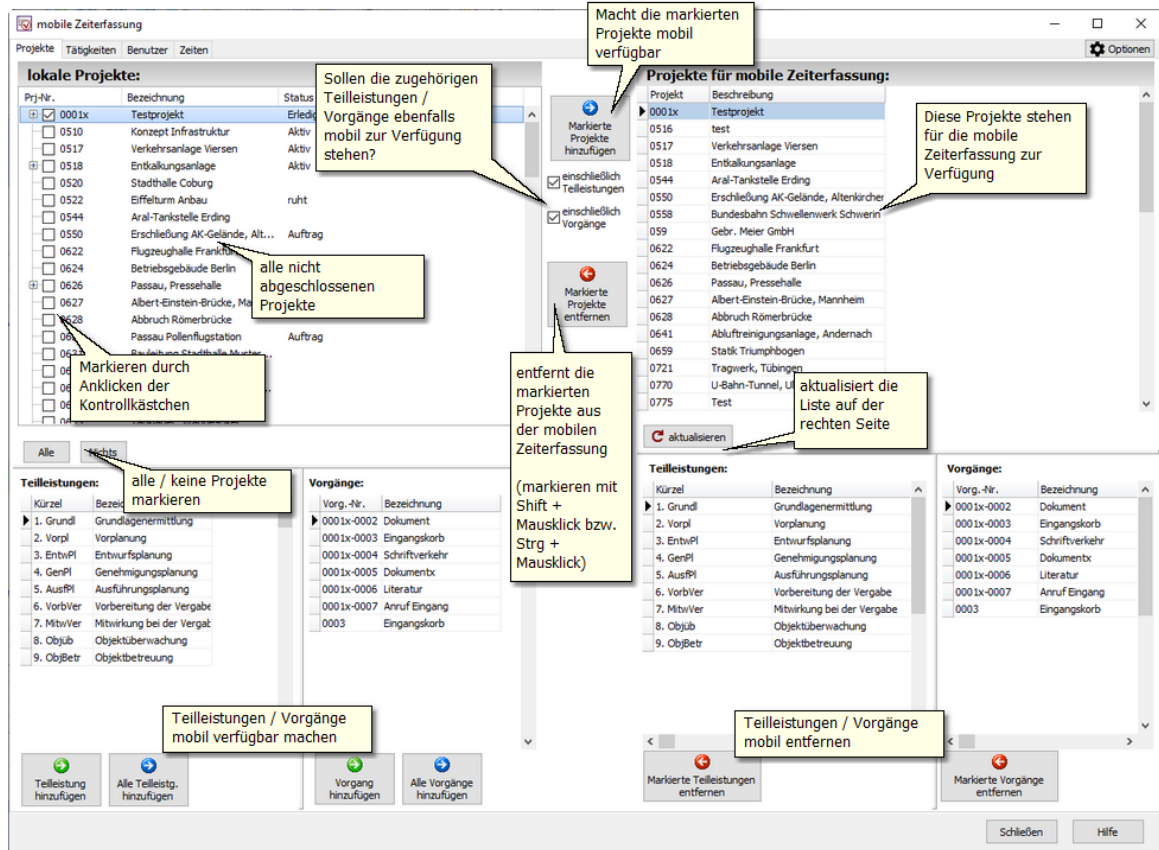 mobile Zeiterfassung
Projekte Tätigkeiten Benutzer Zeiten
Optionen
Macht die markierten
Projekte mobil
verfügbar
lokale Projekte:
Prj-Nr. Bezeichnung Status
0001x Testprojekt Erledig
0510 Konzept Infrastruktur Aktiv
0517 Verkehrsanlage Viersen Aktiv
0518 Entkalkungsanlage Aktiv
0520 Stadthalle Coburg
0522 Eiffelturm Anbau ruht
0544 Aral-Tankstelle Erding
0550 Erschließung AK-Gelände, Alt... Auftrag
0622 Flugzeughalle Frankfurt
0624 Betriebsgebäude Berlin
0626 Passau, Pressehalle
0627 Albert-Einstein-Brücke, Ma
0628 Abbruch Römerbrücke
Passau Pollenflugstation Auftrag
Bauleitung Stadthalle Muster...
Sollen die zugehörigen
Teilleistungen /
Vorgänge ebenfalls
mobil zur Verfügung
stehen?
alle nicht
abgeschlossenen
Projekte
Markieren durch
Anklicken der
Kontrollkästchen
Alle Nichts
alle / keine Projekte
markieren
Markierte
Projekte
hinzufügen
einschließlich
Teilleistungen
einschließlich
Vorgänge
Markierte
Projekte
entfernen
entfernt die
markierten
Projekte aus
der mobilen
Zeiterfassung
(markieren mit
Shift +
Mausklick bzw.
Strg +
Mausklick)
Projekte für mobile Zeiterfassung:
Projekt Beschreibung
0001x Testprojekt
0516 test
0517 Verkehrsanlage Viersen
0518 Entkalkungsanlage
0544 Aral-Tankstelle Erding
0550 Erschließung AK-Gelände, Altenkircher
0558 Bundesbahn Schwellenwerk Schwerin
059 Gebr. Meier GmbH
0622 Flugzeughalle Frankfurt
0624 Betriebsgebäude Berlin
0626 Passau, Pressehalle
0627 Albert-Einstein-Brücke, Mannheim
0628 Abbruch Römerbrücke
0641 Abluftreinigungsanlage, Andernach
0659 Statik Triumphbogen
0721 Tragwerk, Tübingen
0770 U-Bahn-Tunnel, Ul
0775 Test
Diese Projekte stehen
für die mobile
Zeiterfassung zur
Verfügung
aktualisiert die
Liste auf der
rechten Seite
aktualisieren
Teilleistungen:
Kürzel Bezeic
1. Grundl Grundlagenermittlung
2. Vorpl Vorplanung
3. EntwPl Entwurfsplanung
4. GenPl Genehmigungsplanung
5. AusfPl Ausführungsplanung
6. VorbVer Vorbereitung der Vergabe
7. MitwVer Mitwirkung bei der Vergab
8. Objüb Objektüberwachung
9. ObjBetr Objektbetreuung
Vorgänge:
Vorg.-Nr. Bezeichnung
0001x-0002 Dokument
0001x-0003 Eingangskorb
0001x-0004 Schriftverkehr
0001x-0005 Dokumentx
0001x-0006 Literatur
0001x-0007 Anruf Eingang
0003 Eingangskorb
Teilleistungen / Vorgänge
mobil verfügbar machen
Teilleistung
hinzufügen
Alle Teilleistg.
hinzufügen
Vorgang
hinzufügen
Alle Vorgänge
hinzufügen
Teilleistungen:
Kürzel Bezeichnung
1. Grundl Grundlagenermittlung
2. Vorpl Vorplanung
3. EntwPl Entwurfsplanung
4. GenPl Genehmigungsplanung
5. AusfPl Ausführungsplanung
6. VorbVer Vorbereitung der Vergabe
7. MitwVer Mitwirkung bei der Vergabe
8. Objüb Objektüberwachung
9. ObjBetr Objektbetreuung
Vorgänge:
Vorg.-Nr. Bezeichnung
0001x-0002 Dokument
0001x-0003 Eingangskorb
0001x-0004 Schriftverkehr
0001x-0005 Dokumentx
0001x-0006 Literatur
0001x-0007 Anruf Eingang
0003 Eingangskorb
Teilleistungen / Vorgänge
mobil entfernen
Markierte Teilleistungen
entfernen
Markierte Vorgänge
entfernen
Schließen Hilfe